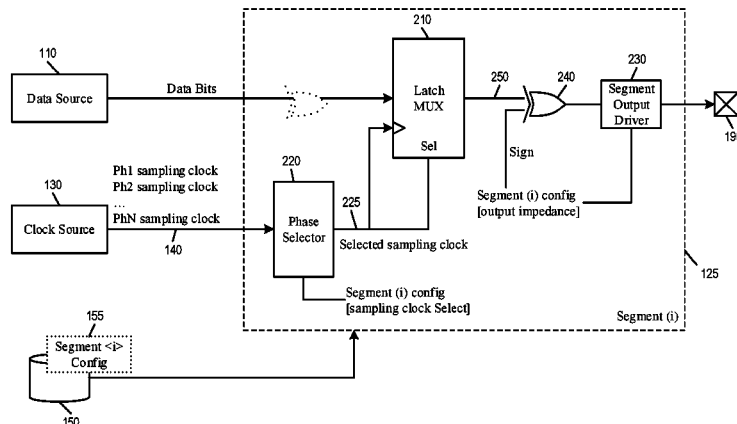 210
110
250
240
230
Data Source
Data Bits
Latch
MUX
Segment
Output
Driver
Sel
Sign
Ph1 sampling clock
Ph2 sampling clock
...
PhN sampling clock
130
220
Clock Source
140
Phase
Selector
225
Selected sampling clock
Segment (i) config
[output impedance]
125
Segment (i) config
[sampling clock Select]
Segment (i)
155
Segment <i>
Config
150